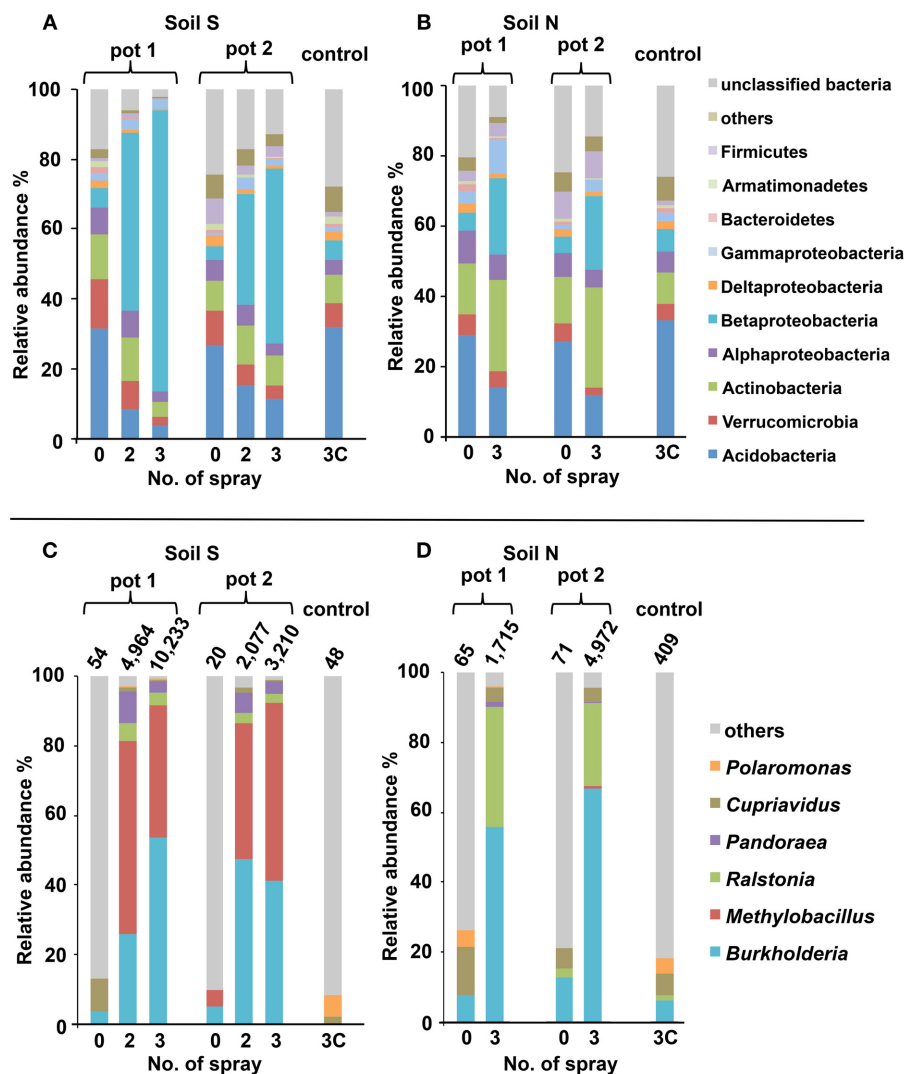 A
Soil S
pot 1
pot 2
control
Relative abundance %
100
80
60
40
20
0
0 2 3 0 2 3 3C
No. of spray
B
Soil N
pot 1
pot 2
control
Relative abundance %
100
80
60
40
20
0
0 3 0 3 3C
No. of spray
unclassified bacteria
others
Firmicutes
Armatimonadetes
Bacteroidetes
Gammaproteobacteria
Deltaproteobacteria
Betaproteobacteria
Alphaproteobacteria
Actinobacteria
Verrucomicrobia
Acidobacteria
C
Soil S
pot 1
pot 2
control
54 4,964 10,233 20 2,077 3,210 48
Relative abundance %
100
80
60
40
20
0
0 2 3 0 2 3 3C
No. of spray
D
Soil N
pot 1
pot 2
control
65 1,715 71 4,972 409
Relative abundance %
100
80
60
40
20
0
0 3 0 3 3C
No. of spray
others
Polaromonas
Cupriavidus
Pandoraea
Ralstonia
Methylobacillus
Burkholderia